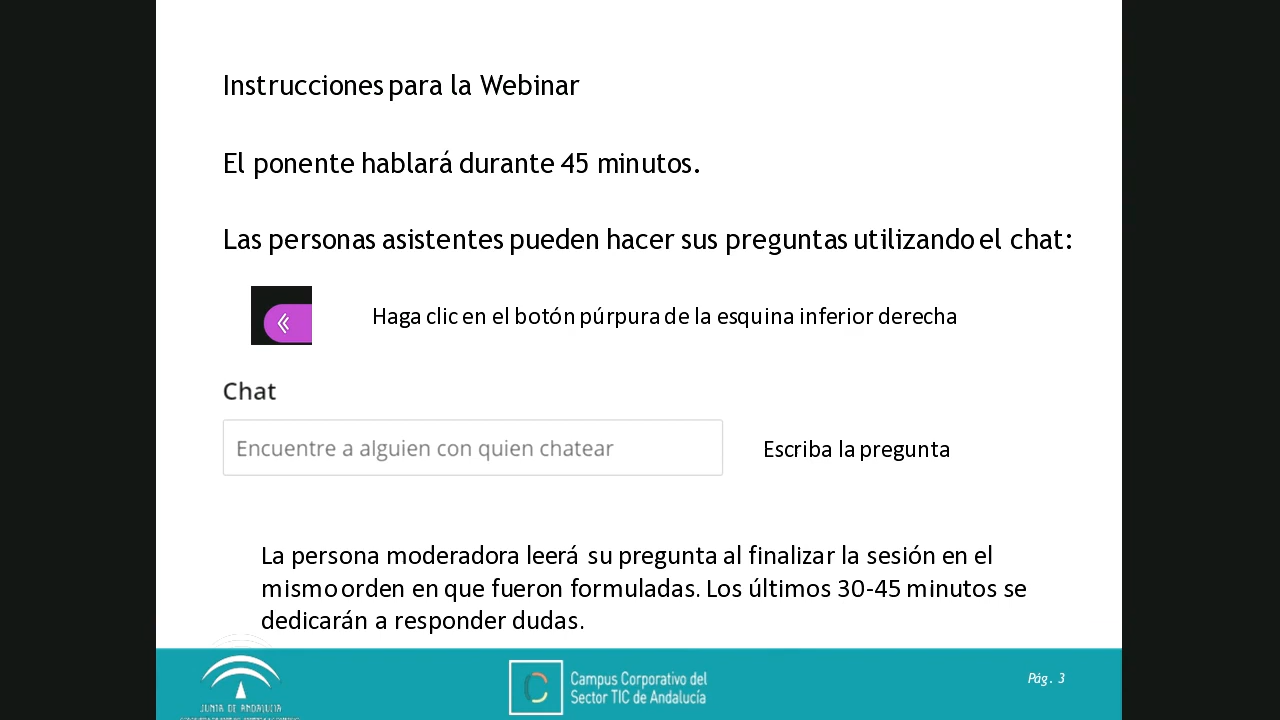 Instrucciones para la Webinar
El ponente hablará durante 45 minutos.
Las personas asistentes pueden hacer sus preguntas utilizando el chat:
Haga clic en el botón púrpura de la esquina inferior derecha
Chat
Encuentre a alguien con quien chatear
Escriba la pregunta
La persona moderadora leerá su pregunta al finalizar la sesión en el
mismo orden en que fueron formuladas. Los últimos 30-45 minutos se
dedicarán a responder dudas.
JUNTA DE ANDALUCIA
Campus Corporativo del
Sector TIC de Andalucía
Pág. 3